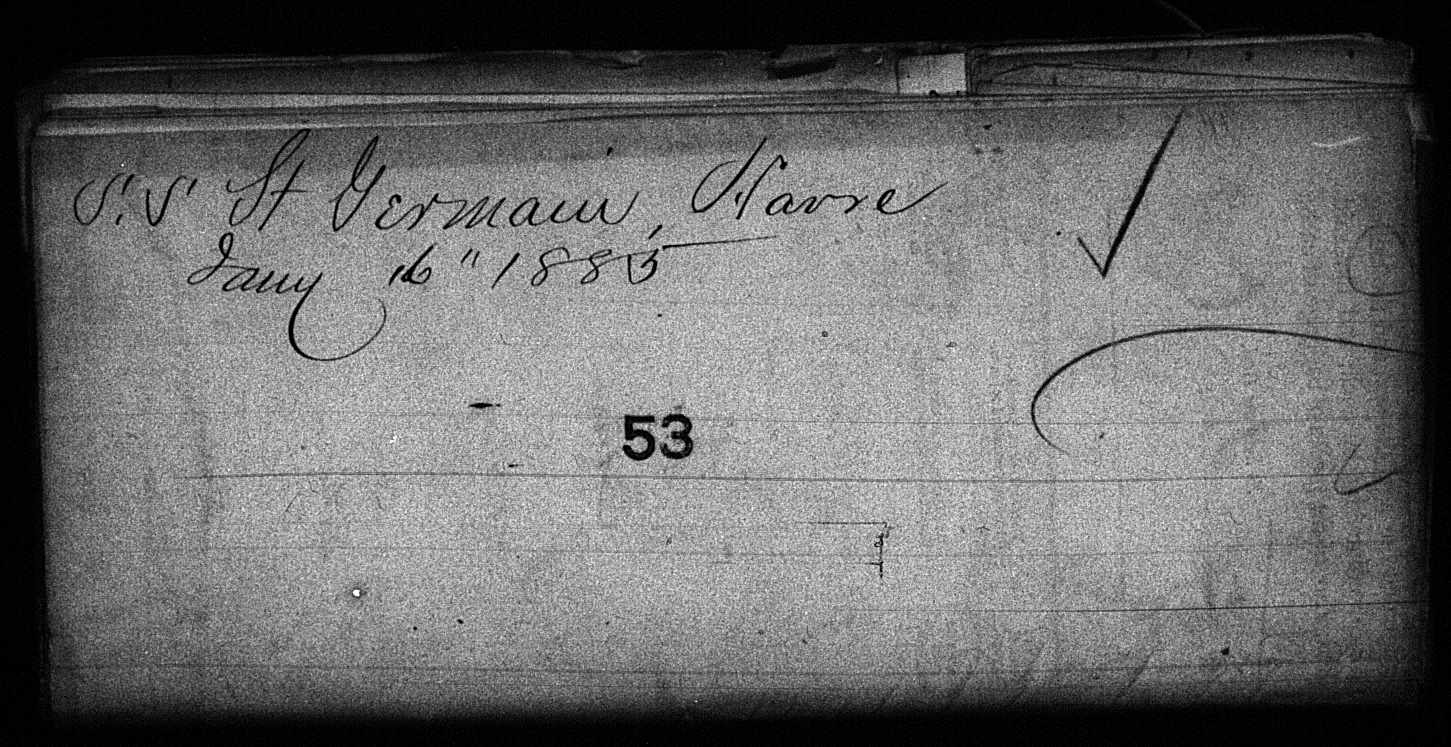 S.S St Germain, Havre
Jany 16" 1885
53